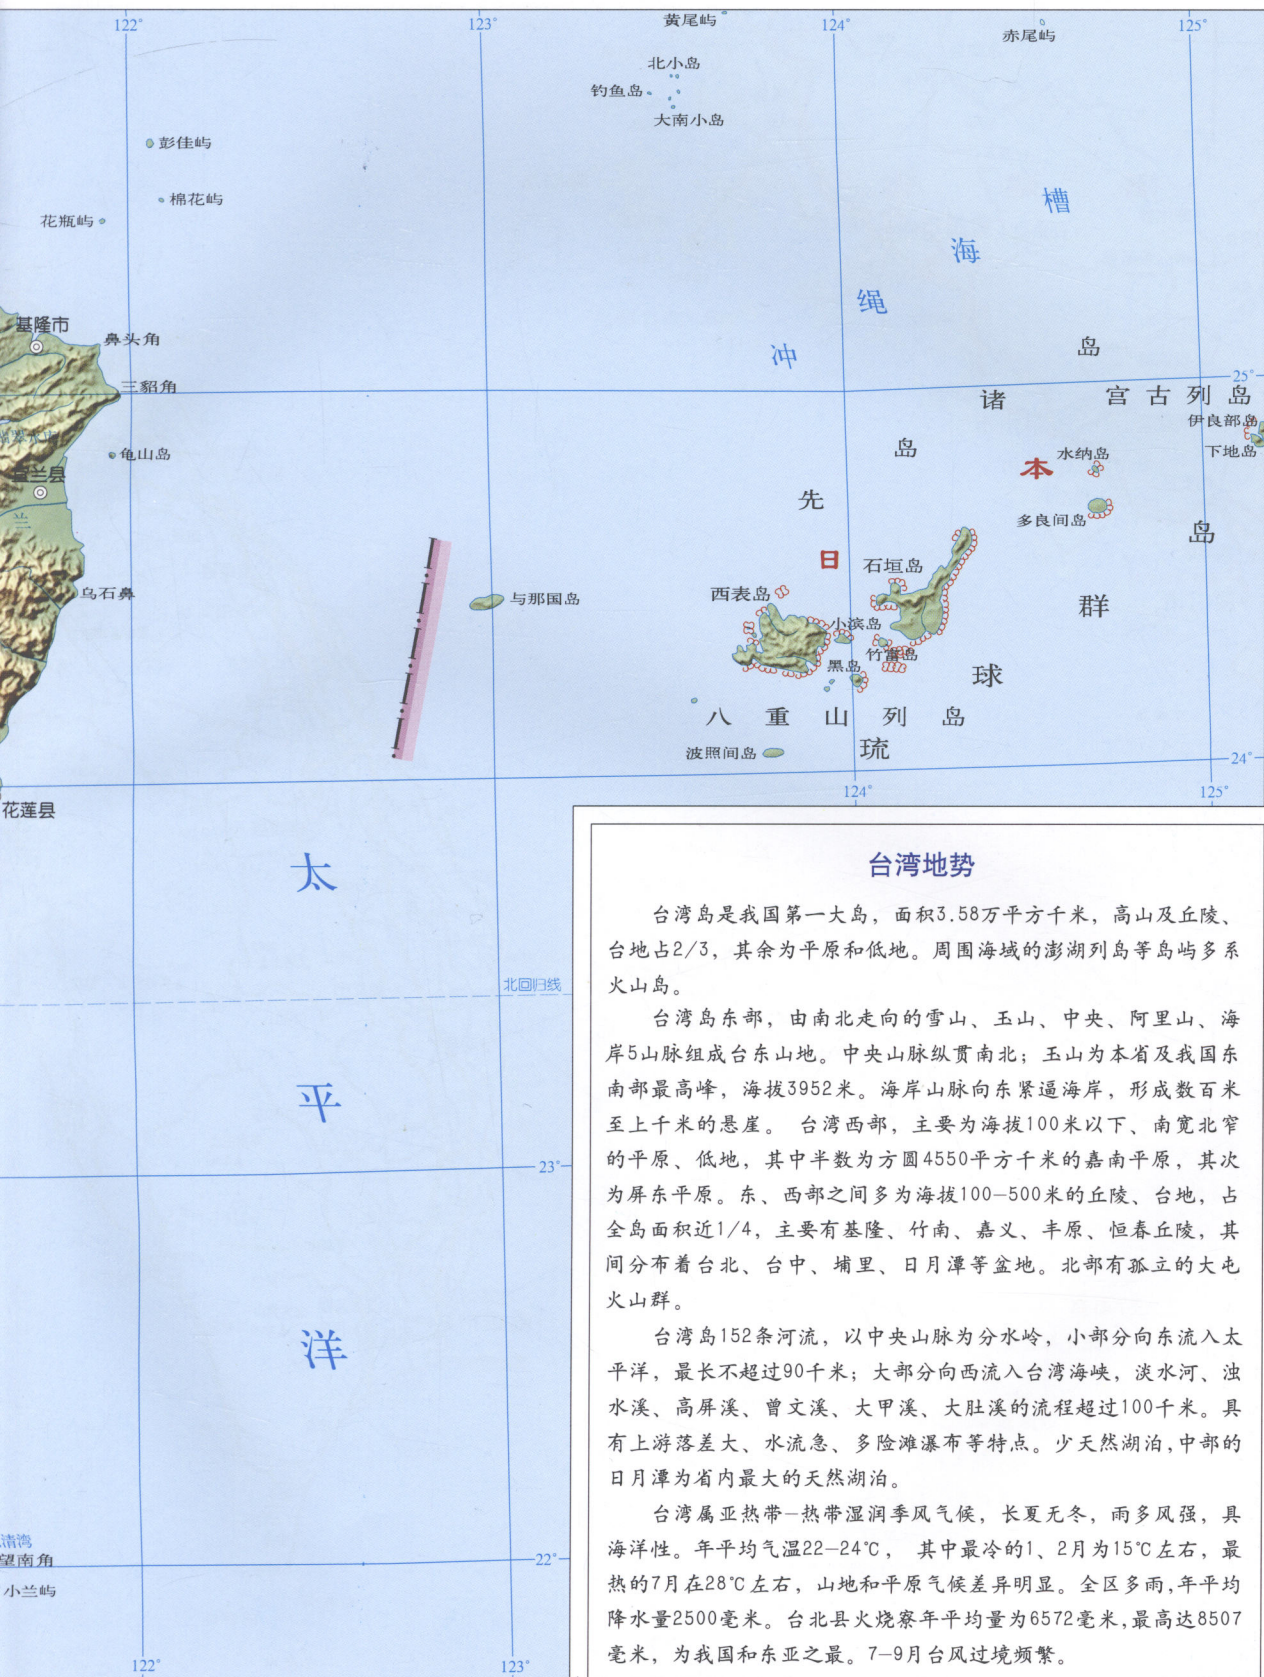 122°
123°
黄尾屿
124°
赤尾屿
125°
北小岛
钓鱼岛
大南小岛
彭佳屿
棉花屿
花瓶屿
槽
海
绳
冲
基隆市
鼻头角
三貂角
25°
岛
诸
岛
先
宫古列岛
伊良部岛
下地岛
龟山岛
宜兰县
兰
水纳岛
本
日
多良间岛
岛
群
球
琉
乌石鼻
与那国岛
石垣岛
西表岛
小滨岛
竹富岛
黑岛
八重山列岛
波照间岛
24°
124°
125°
花莲县
太
平
洋
北回归线
23°
22°
清湾
望南角
小兰屿
122°
123°
台湾地势
台湾岛是我国第一大岛，面积3.58万平方千米，高山及丘陵、
台地占2/3，其余为平原和低地。周围海域的澎湖列岛等岛屿多系
火山岛。
台湾岛东部，由南北走向的雪山、玉山、中央、阿里山、海
岸5山脉组成台东山地。中央山脉纵贯南北；玉山为本省及我国东
南部最高峰，海拔3952米。海岸山脉向东紧逼海岸，形成数百米
至上千米的悬崖。 台湾西部，主要为海拔100米以下、南宽北窄
的平原、低地，其中半数为方圆4550平方千米的嘉南平原，其次
为屏东平原。东、西部之间多为海拔100—500米的丘陵、台地，占
全岛面积近1/4，主要有基隆、竹南、嘉义、丰原、恒春丘陵，其
间分布着台北、台中、埔里、日月潭等盆地。北部有孤立的大屯
火山群。
台湾岛152条河流，以中央山脉为分水岭，小部分向东流入太
平洋，最长不超过90千米；大部分向西流入台湾海峡，淡水河、浊
水溪、高屏溪、曾文溪、大甲溪、大肚溪的流程超过100千米。具
有上游落差大、水流急、多险滩瀑布等特点。少天然湖泊，中部的
日月潭为省内最大的天然湖泊。
台湾属亚热带—热带湿润季风气候，长夏无冬，雨多风强，具
海洋性。年平均气温22—24℃， 其中最冷的1、2月为15℃左右，最
热的7月在28℃左右，山地和平原气候差异明显。全区多雨，年平均
降水量2500毫米。台北县火烧寮年平均量为6572毫米，最高达8507
毫米，为我国和东亚之最。7—9月台风过境频繁。